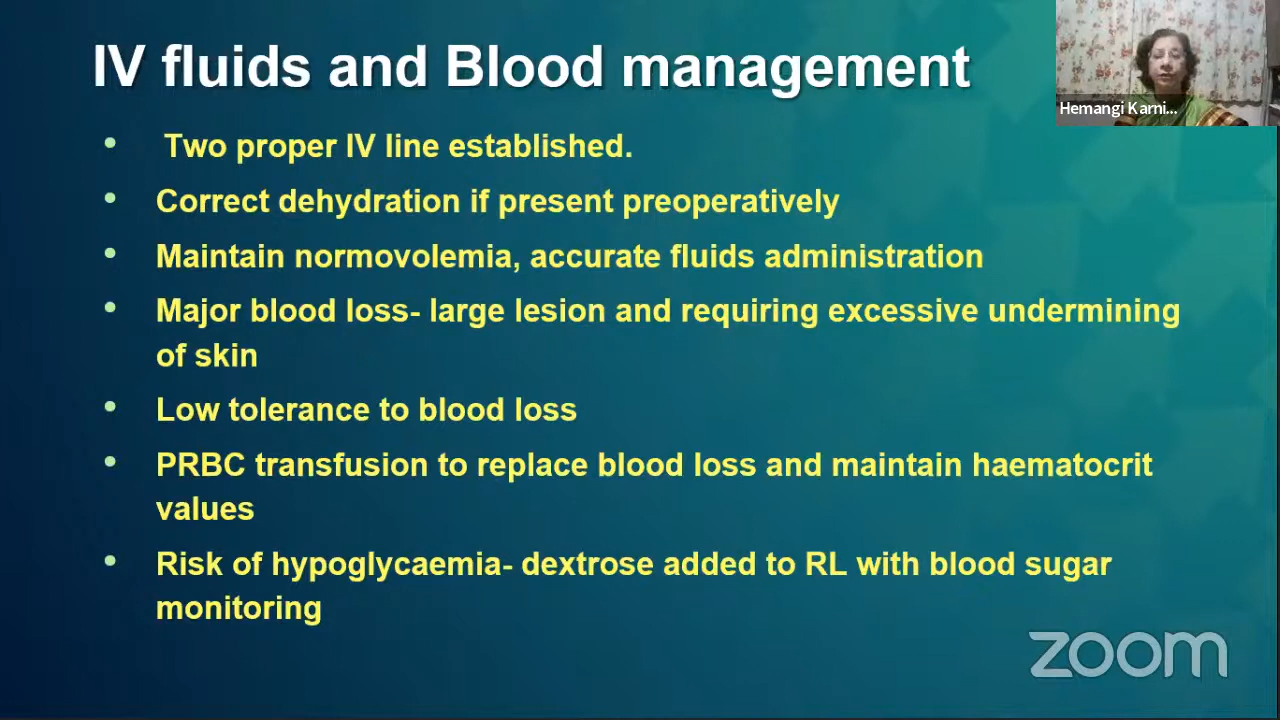 IV fluids and Blood management
Hemangi Karni...
• Two proper IV line established.
• Correct dehydration if present preoperatively
• Maintain normovolemia, accurate fluids administration
• Major blood loss- large lesion and requiring excessive undermining
of skin
• Low tolerance to blood loss
• PRBC transfusion to replace blood loss and maintain haematocrit
values
• Risk of hypoglycaemia- dextrose added to RL with blood sugar
monitoring
zoom